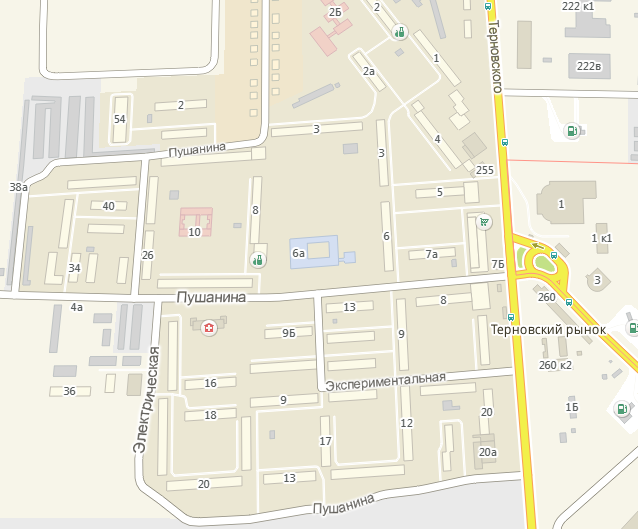 2Б
2
222 к1
Терновского
1
222в
2а
2
54
3
4
3
Пушанина
255
38а
5
40
8
1
10
6
26
6а
7а
1 к1
34
7Б
3
Пушанина
4а
13
8
260
9Б
9
Терновский рынок
Электрическая
260 к2
16
Экспериментальная
36
9
20
1Б
18
12
17
20а
20
13
Пушанина